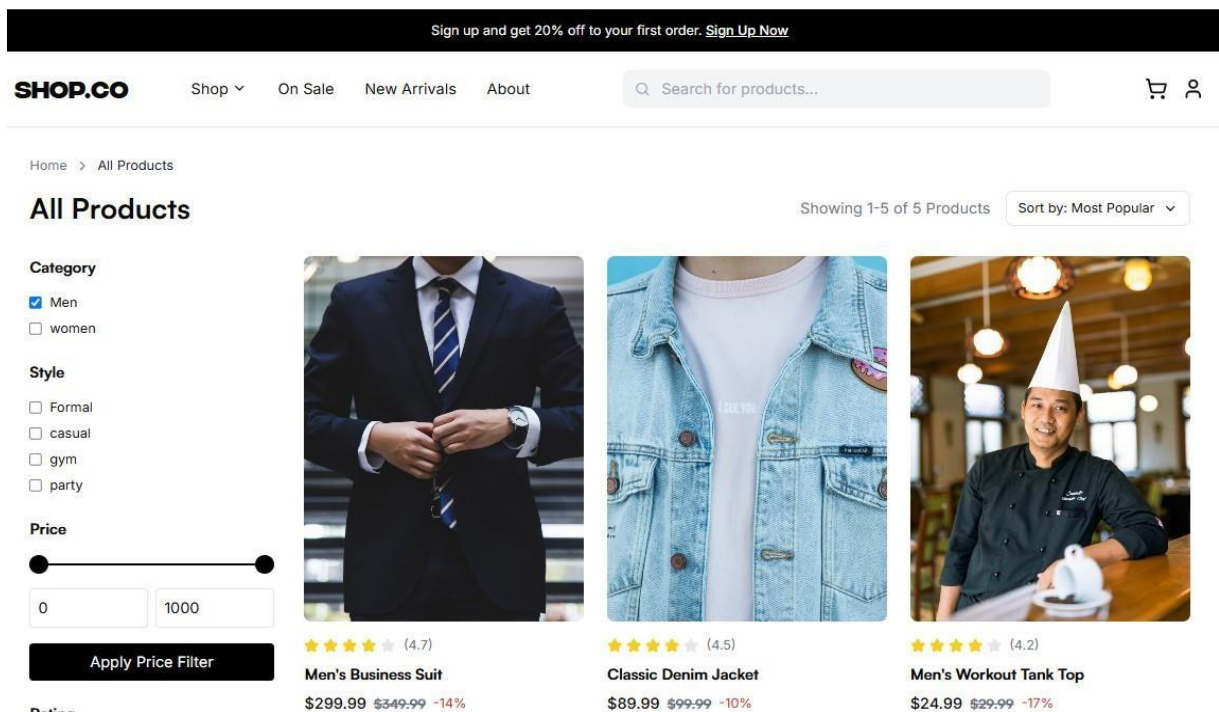 Sign up and get 20% off to your first order. Sign Up Now
SHOP.CO Shop On Sale New Arrivals About Search for products...
Home > All Products
All Products
Showing 1-5 of 5 Products Sort by: Most Popular
Category
Men
women
Style
Formal
casual
gym
party
Price
0 1000
Apply Price Filter
I SEE YOU
(4.7)
Men's Business Suit
$299.99 $349.99 -14%
(4.5)
Classic Denim Jacket
$89.99 $99.99 -10%
(4.2)
Men's Workout Tank Top
$24.99 $29.99 -17%